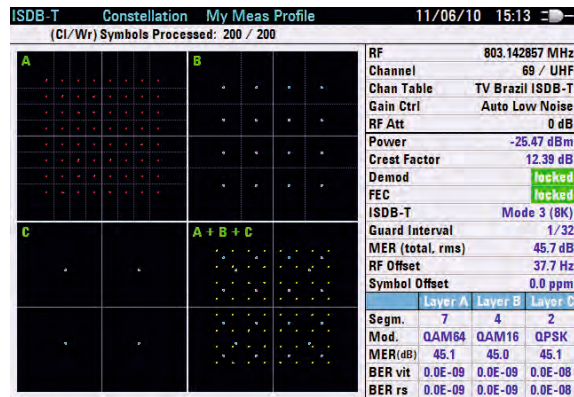 ISDB-T Constellation My Meas Profile 11/06/10 15:13
(Cl/Wr) Symbols Processed: 200 / 200
A
B
C
A + B + C
RF 803.142857 MHz
Channel 69 / UHF
Chan Table TV Brazil ISDB-T
Gain Ctrl Auto Low Noise
RF Att 0 dB
Power -25.47 dBm
Crest Factor 12.39 dB
Demod locked
FEC locked
ISDB-T Mode 3 (8K)
Guard Interval 1/32
MER (total, rms) 45.7 dB
RF Offset 37.7 Hz
Symbol Offset 0.0 ppm
Layer A Layer B Layer C
Segm. 7 4 2
Mod. QAM64 QAM16 QPSK
MER(dB) 45.1 45.0 45.1
BER vit 0.0E-09 0.0E-09 0.0E-08
BER rs 0.0E-09 0.0E-09 0.0E-08